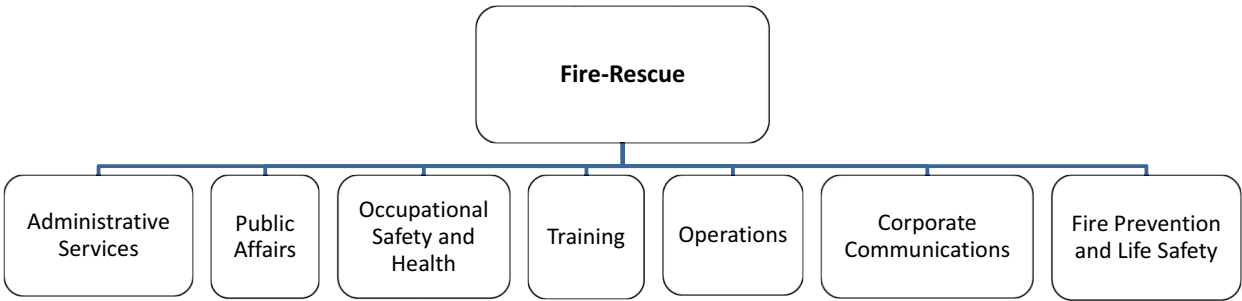 Fire-Rescue
Administrative
Services
Public
Affairs
Occupational
Safety and
Health
Training
Operations
Corporate
Communications
Fire Prevention
and Life Safety